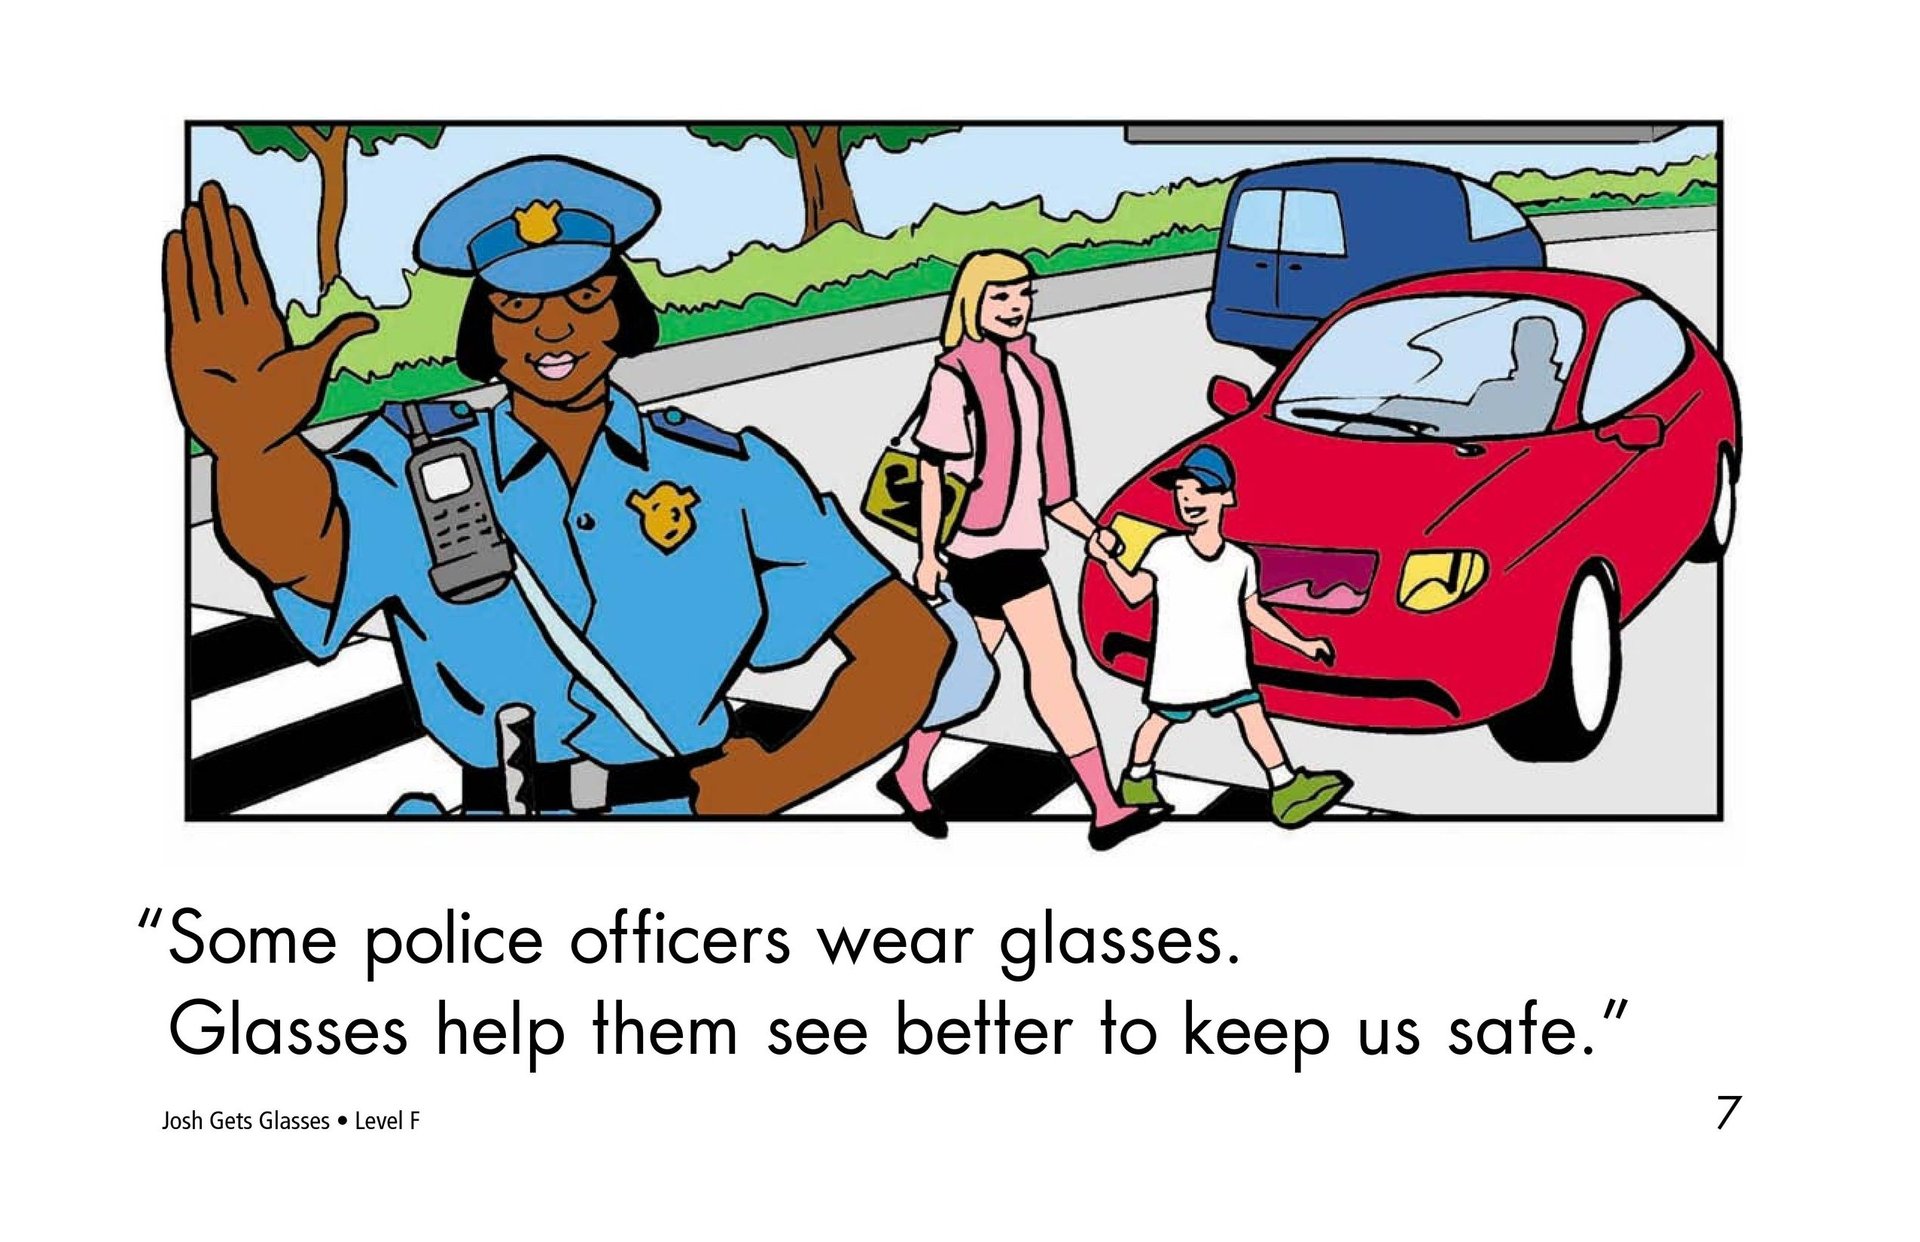 “Some police officers wear glasses.
Glasses help them see better to keep us safe.”
Josh Gets Glasses • Level F
7